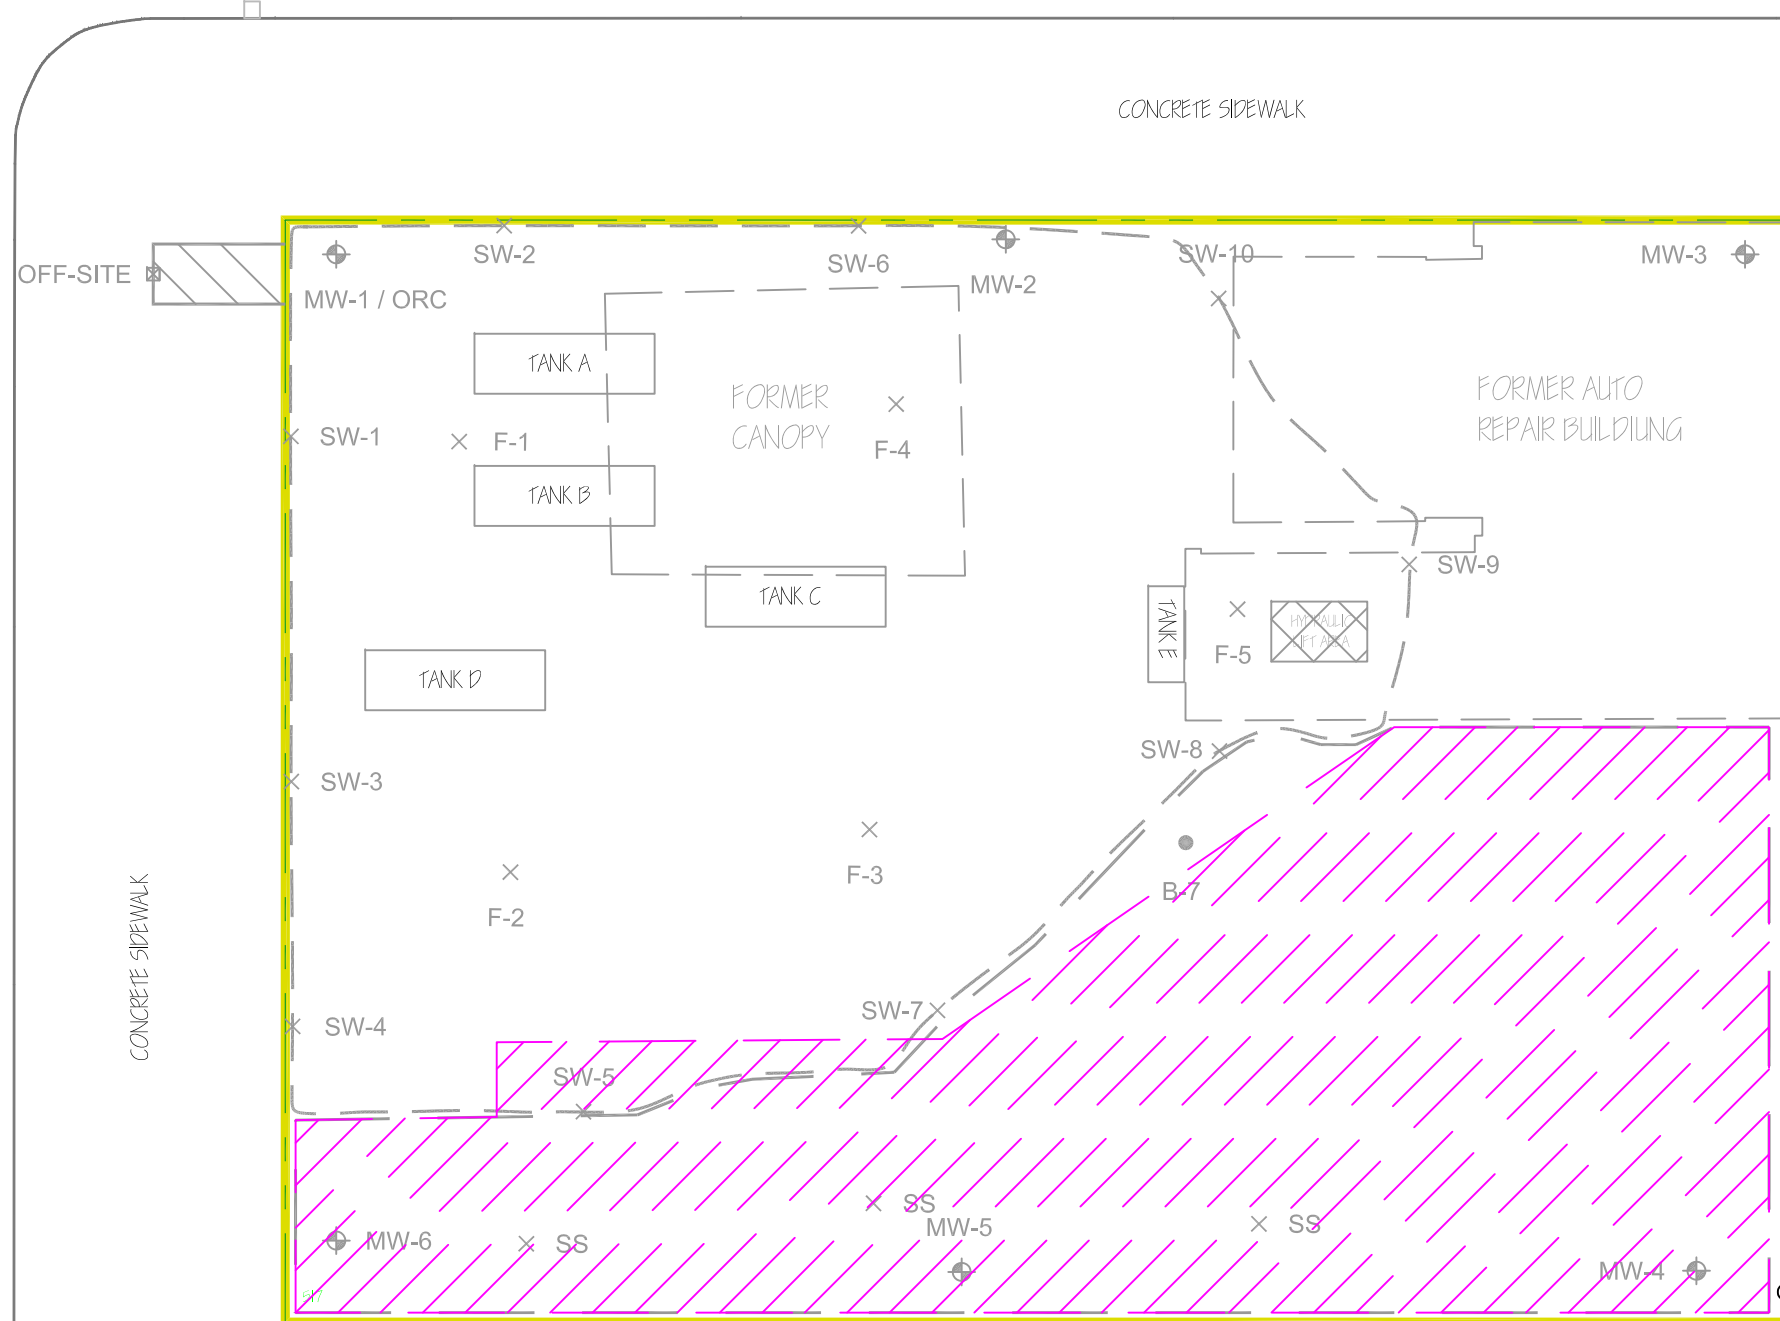 CONCRETE SIDEWALK
SW-2
SW-6
SW-10
MW-3
OFF-SITE
MW-1 / ORC
MW-2
TANK A
FORMER
CANOPY
FORMER AUTO
REPAIR BUILDIUNG
SW-1
F-1
F-4
TANK B
SW-9
TANK C
TANK E
HYDRAULIC
LIFT AREA
F-5
TANK D
SW-8
SW-3
F-3
B-7
F-2
CONCRETE SIDEWALK
SW-7
SW-4
SW-5
SS
MW-5
SS
MW-6
SS
MW-4